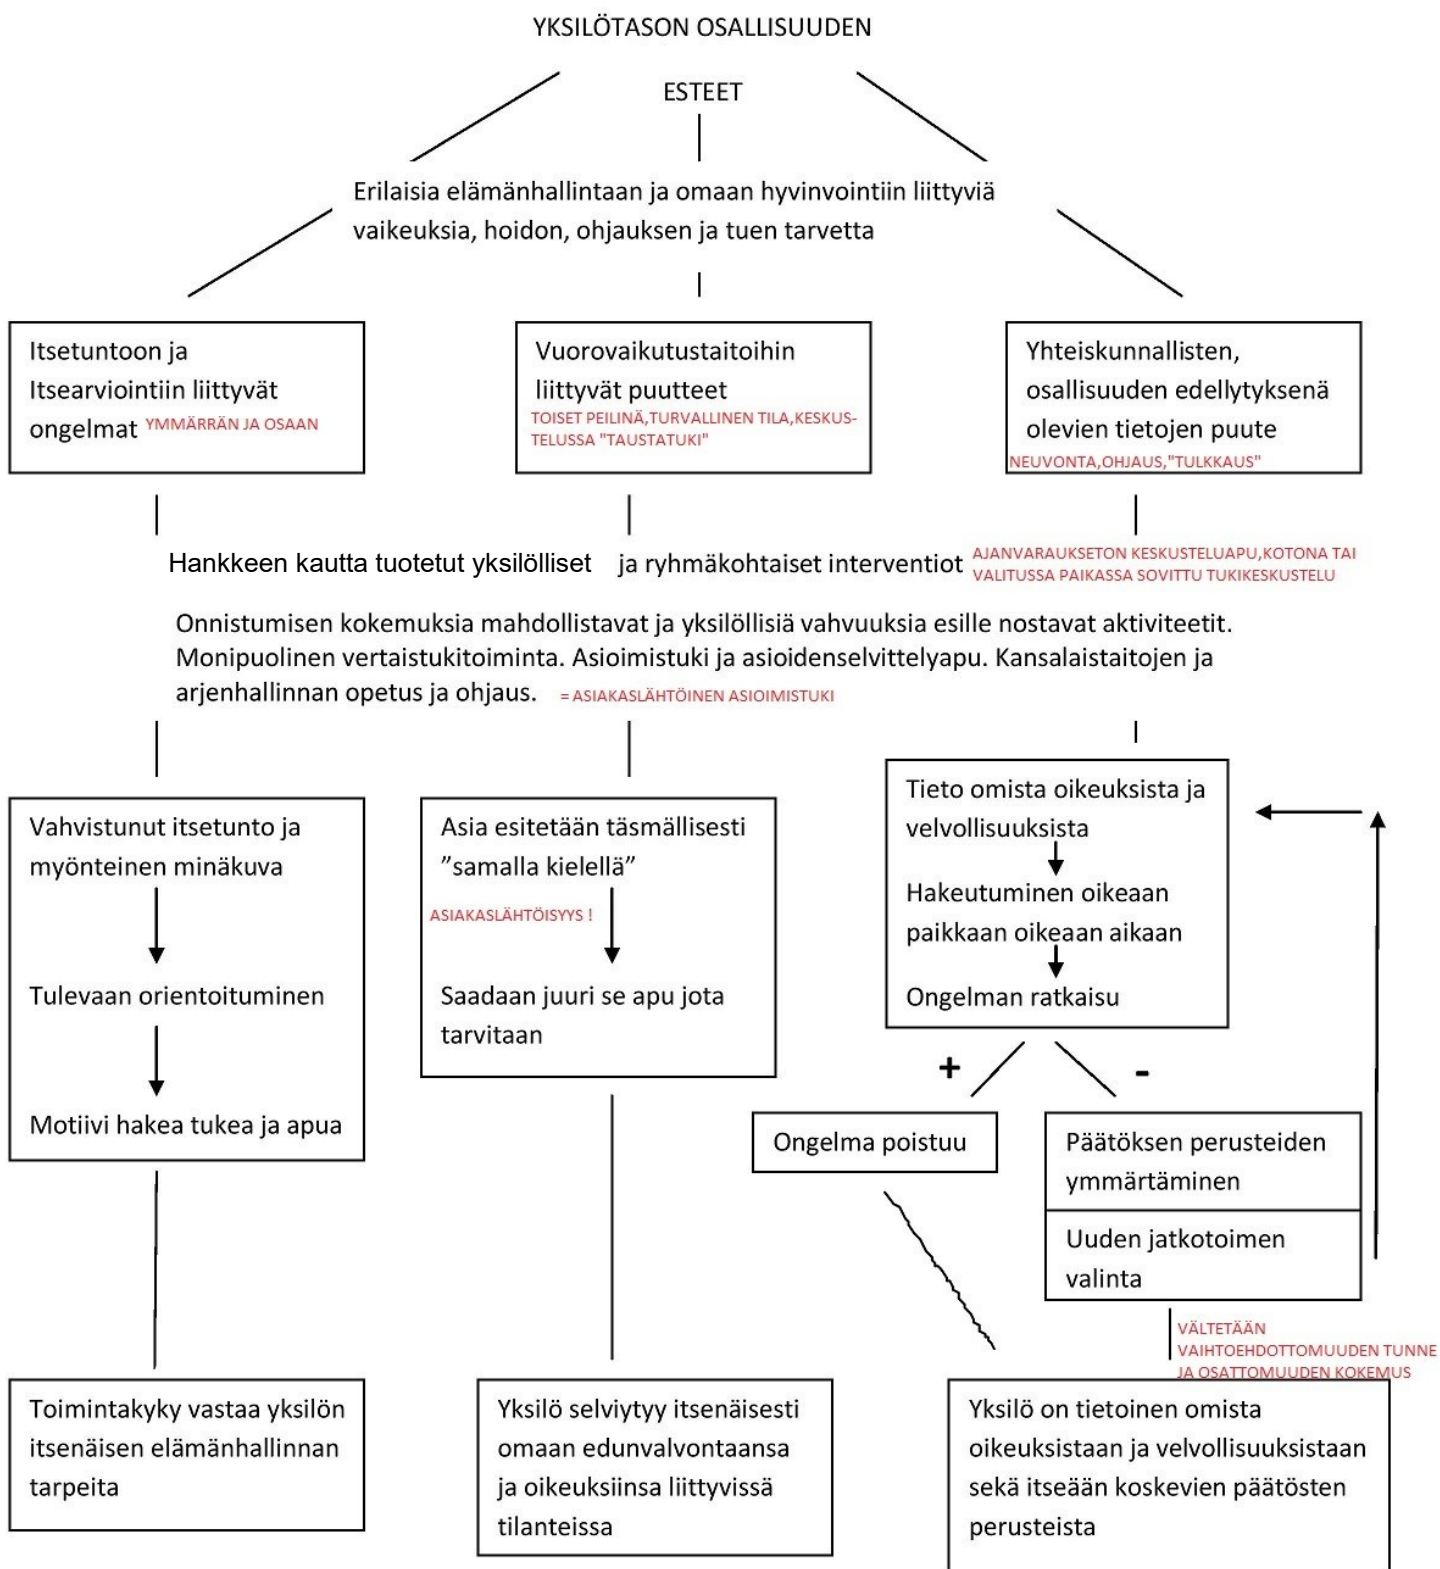 YKSILÖTASON OSALLISUUDEN
ESTEET
Erilaisia elämänhallintaan ja omaan hyvinvointiin liittyviä
vaikeuksia, hoidon, ohjauksen ja tuen tarvetta
Itsetuntoon ja
Itsearviointiin liittyvät
ongelmat YMMÄRRÄN JA OSAAN
Vuorovaikutustaitoihin
liittyvät puutteet
TOISET PEILINÄ,TURVALLINEN TILA,KESKUS-
TELUSSA "TAUSTATUKI"
Yhteiskunnallisten,
osallisuuden edellytyksenä
olevien tietojen puute
NEUVONTA,OHJAUS,"TULKKAUS"
Hankkeen kautta tuotetut yksilölliset ja ryhmäkohtaiset interventiot
AJANVARAUKSETON KESKUSTELUAPU,KOTONA TAI
VALITUSSA PAIKASSA SOVITTU TUKIKESKUSTELU
Onnistumisen kokemuksia mahdollistavat ja yksilöllisiä vahvuuksia esille nostavat aktiviteetit.
Monipuolinen vertaistukitoiminta. Asioimistuki ja asioidenselvittelyapu. Kansalaistaitojen ja
arjenhallinnan opetus ja ohjaus. = ASIAKASLÄHTÖINEN ASIOIMISTUKI
Vahvistunut itsetunto ja
myönteinen minäkuva
Tulevaan orientoituminen
Motiivi hakea tukea ja apua
Asia esitetään täsmällisesti
"samalla kielellä"
ASIAKASLÄHTÖISYYS !
Saadaan juuri se apu jota
tarvitaan
Tieto omista oikeuksista ja
velvollisuuksista
Hakeutuminen oikeaan
paikkaan oikeaan aikaan
Ongelman ratkaisu
+
-
Ongelma poistuu
Päätöksen perusteiden
ymmärtäminen
Uuden jatkotoimen
valinta
VÄLTETÄÄN
VAIHTOEHDOTTOMUUDEN TUNNE
JA OSATTOMUUDEN KOKEMUS
Toimintakyky vastaa yksilön
itsenäisen elämänhallinnan
tarpeita
Yksilö selviytyy itsenäisesti
omaan edunvalvontaansa
ja oikeuksiinsa liittyvissä
tilanteissa
Yksilö on tietoinen omista
oikeuksistaan ja velvollisuuksistaan
sekä itseään koskevien päätösten
perusteista